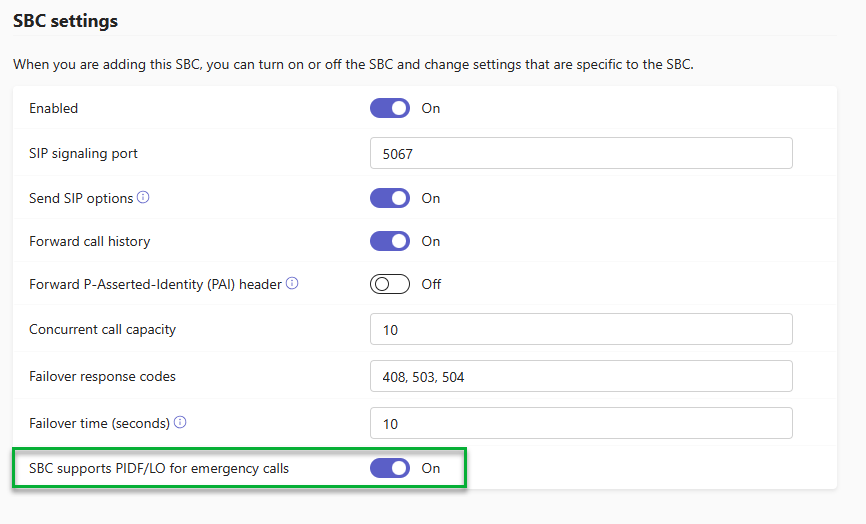 SBC settings
When you are adding this SBC, you can turn on or off the SBC and change settings that are specific to the SBC.
Enabled On
SIP signaling port 5067
Send SIP options On
Forward call history On
Forward P-Asserted-Identity (PAI) header Off
Concurrent call capacity 10
Failover response codes 408, 503, 504
Failover time (seconds) 10
SBC supports PIDF/LO for emergency calls On